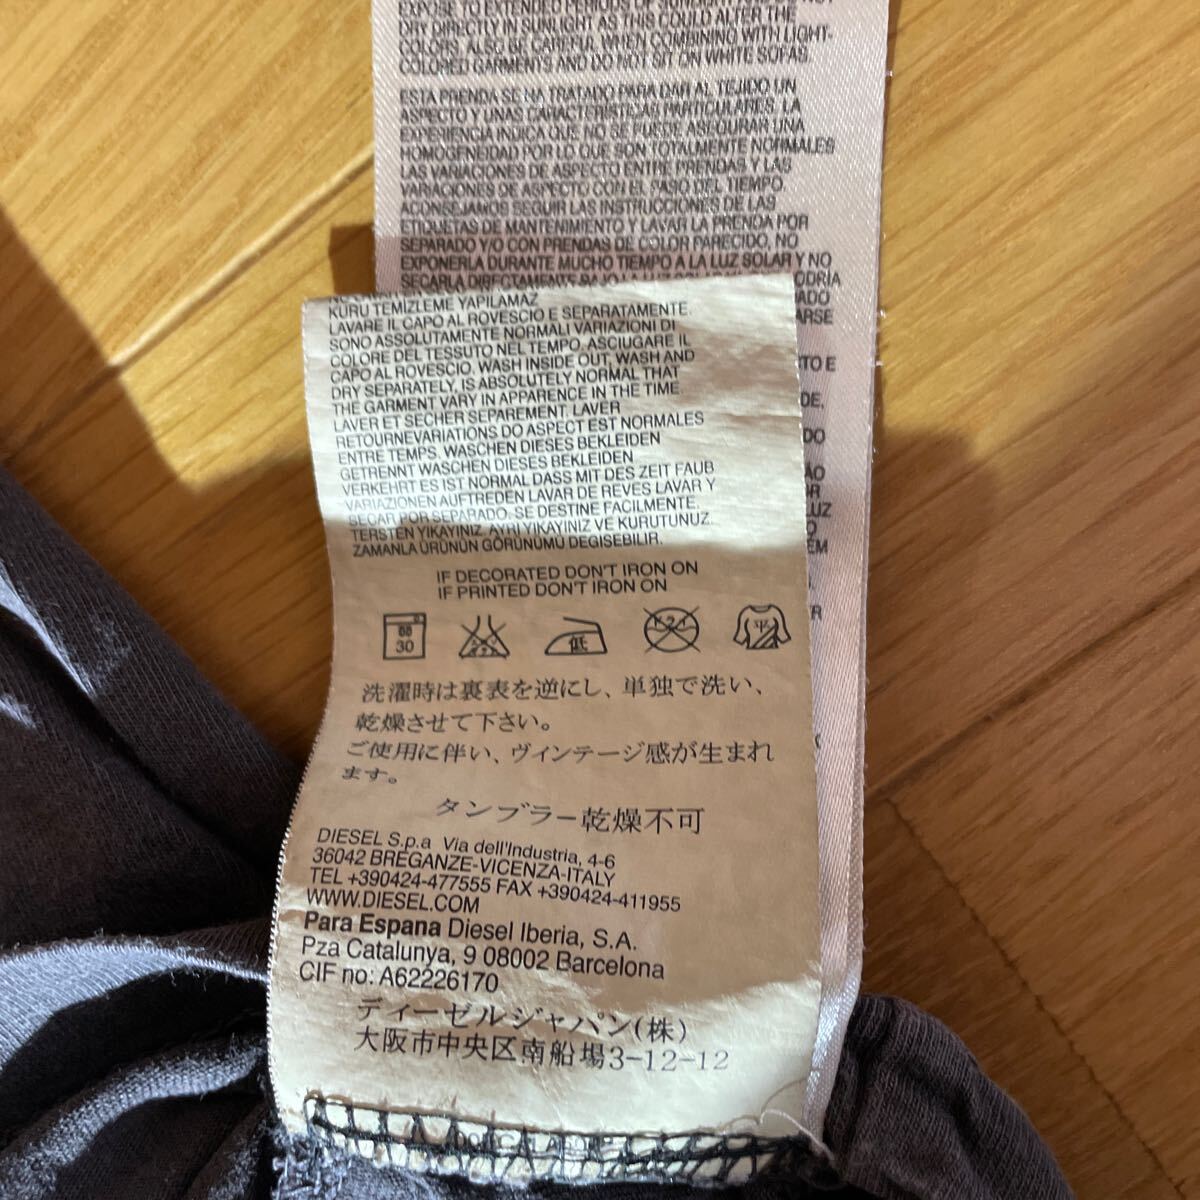 EXPOSE TO EXTENDED PERIODS OF
DRY DIRECTLY IN SUNLIGHT AS THIS COULD ALTER THE
COLORS. ALSO BE CAREFUL WHEN COMBINING WITH LIGHT-
COLORED GARMENTS AND DO NOT SIT ON WHITE SOFAS.
ESTA PRENDA SE HA TRATADO PARA DAR AL TEJIDO UN
ASPECTO Y UNAS CARACTERÍSTICAS PARTICULARES. LA
EXPERIENCIA INDICA QUE NO SE PUEDE ASEGURAR UNA
HOMOGENEIDAD POR LO QUE SON TOTALMENTE NORMALES
LAS VARIACIONES DE ASPECTO ENTRE PRENDAS Y LAS
VARIACIONES DE ASPECTO CON EL PASO DEL TIEMPO.
ACONSEJAMOS SEGUIR LAS INSTRUCCIONES DE LAS
ETIQUETAS DE MANTENIMIENTO Y LAVAR LA PRENDA POR
SEPARADO Y/O CON PRENDAS DE COLOR PARECIDO, NO
EXPONERLA DURANTE MUCHO TIEMPO A LA LUZ SOLAR Y NO
SECARLA DIRECTAMENTE BAJO LA LUZ
KURU TEMIZLEME YAPILAMAZ
LAVARE IL CAPO AL ROVESCIO E SEPARATAMENTE.
SONO ASSOLUTAMENTE NORMALI VARIAZIONI DI
COLORE DEL TESSUTO NEL TEMPO. ASCIUGARE IL
CAPO AL ROVESCIO. WASH INSIDE OUT, WASH AND
DRY SEPARATELY, IS ABSOLUTELY NORMAL THAT
THE GARMENT VARY IN APPARENCE IN THE TIME.
LAVER ET SECHER SEPAREMENT. LAVER
RETOURNEVARIATIONS DO ASPECT EST NORMALES
ENTRE TEMPS. WASCHEN DIESES BEKLEIDEN
GETRENNT WASCHEN DIESES BEKLEIDEN
VERKEHRT ES IST NORMAL DASS MIT DES ZEIT FAUB
VARIAZIONEN AUFTREDEN LAVAR DE REVES LAVAR Y
SECAR POR SEPARADO. SE DESTINE FACILMENTE.
TERSTEN YIKAYINIZ. AYRI YIKAYINIZ VE KURUTUNUZ.
ZAMANLA ÜRÜNÜN GÖRÜNÜMÜ DEGISEBILIR.
IF DECORATED DON'T IRON ON
IF PRINTED DON'T IRON ON
30 低 平
洗濯時は裏表を逆にし、単独で洗い、
乾燥させて下さい。
ご使用に伴い、ヴィンテージ感が生まれ
ます。
タンブラー乾燥不可
DIESEL S.p.a Via dell'Industria, 4-6
36042 BREGANZE-VICENZA-ITALY
TEL +390424-477555 FAX +390424-411955
WWW.DIESEL.COM
Para Espana Diesel Iberia, S.A.
Pza Catalunya, 9 08002 Barcelona
CIF no: A62226170
ディーゼルジャパン(株)
大阪市中央区南船場3-12-12